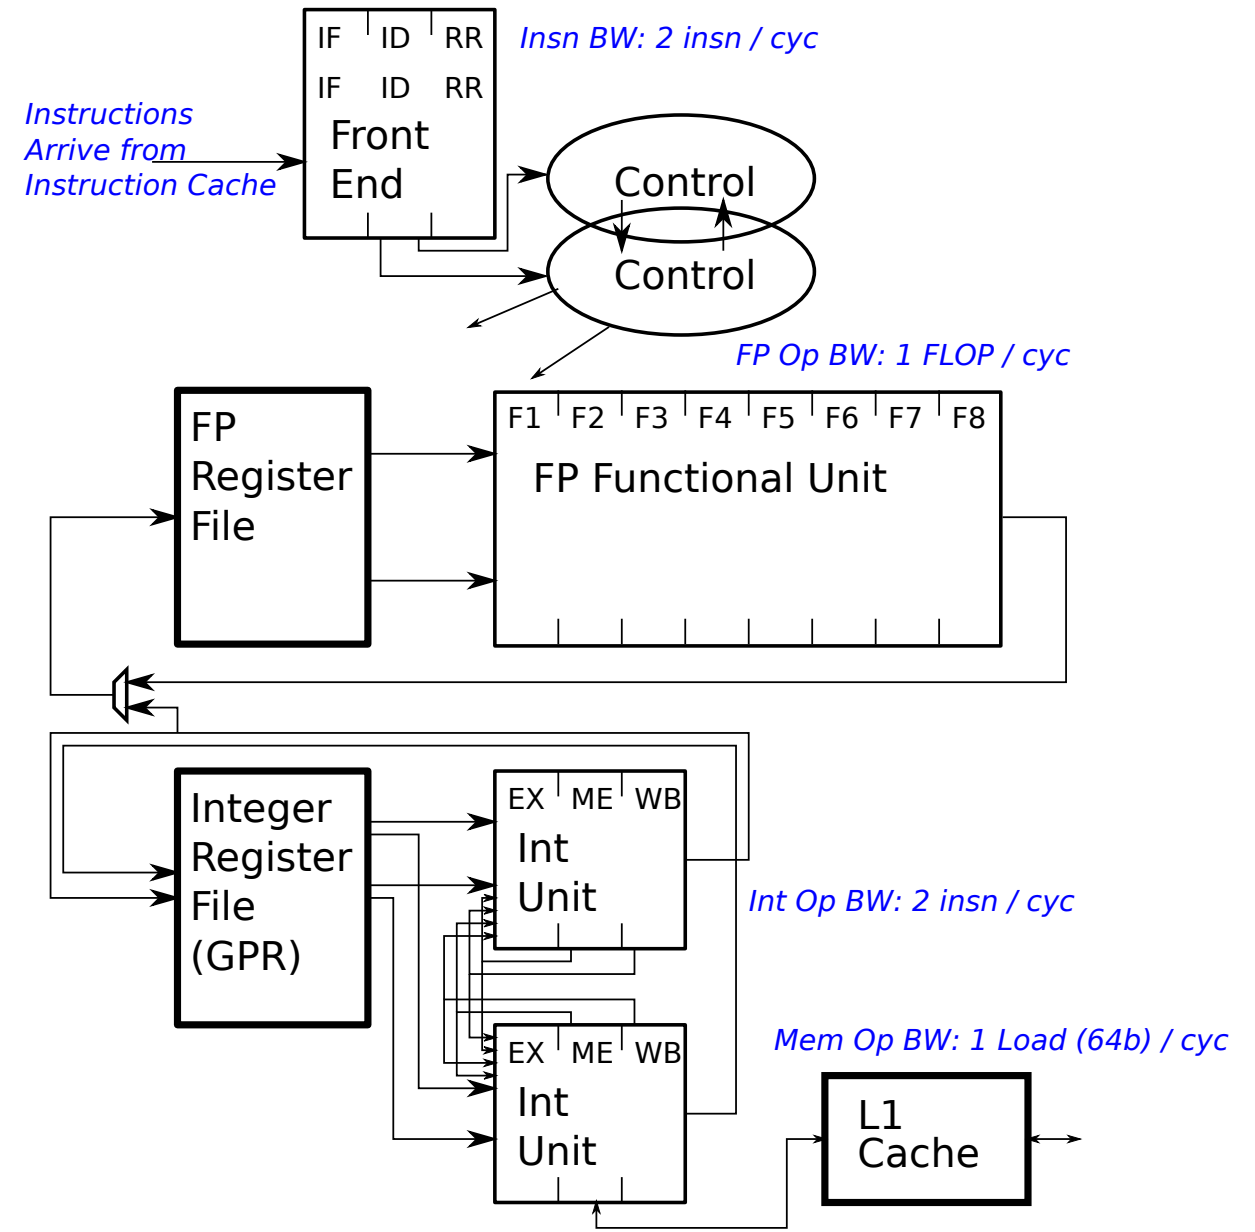 IF ID RR
Insn BW: 2 insn / cyc
IF ID RR
Instructions
Arrive from
Instruction Cache
Front
End
Control
Control
FP Op BW: 1 FLOP / cyc
FP
Register
File
F1 F2 F3 F4 F5 F6 F7 F8
FP Functional Unit
Integer
Register
File
(GPR)
EX ME WB
Int
Unit
Int Op BW: 2 insn / cyc
EX ME WB
Int
Unit
Mem Op BW: 1 Load (64b) / cyc
L1
Cache